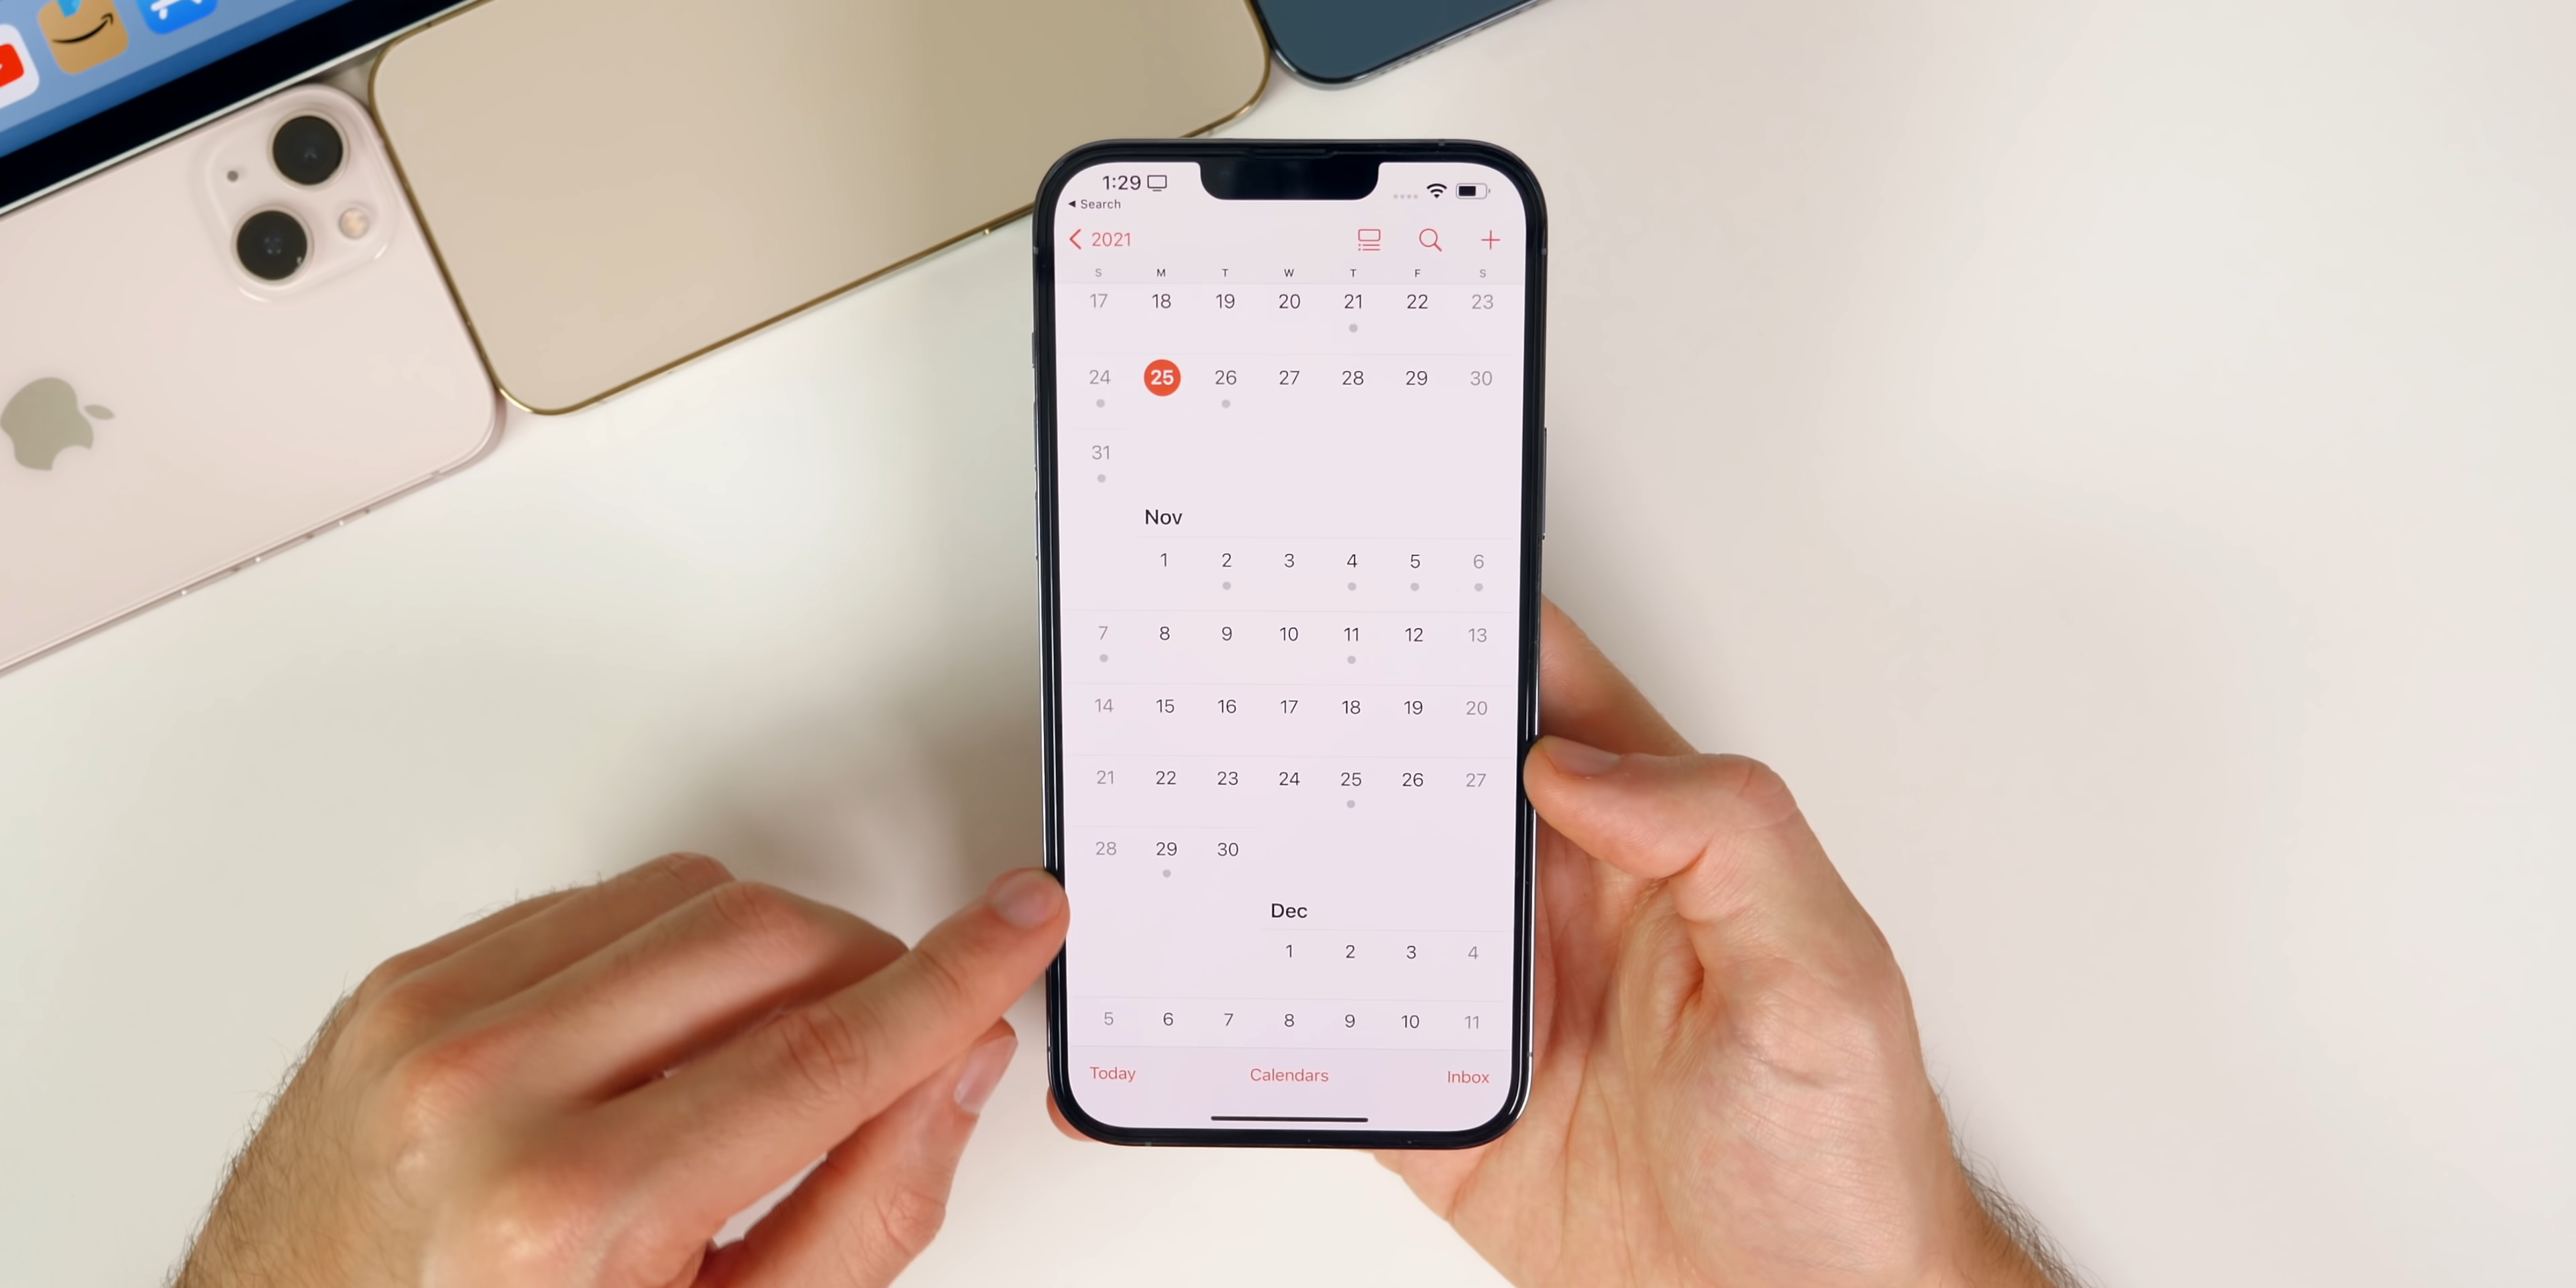 1:29
◀ Search
2021
S M T W T F S
17 18 19 20 21 22 23
24 25 26 27 28 29 30
31
Nov
1 2 3 4 5 6
7 8 9 10 11 12 13
14 15 16 17 18 19 20
21 22 23 24 25 26 27
28 29 30
Dec
1 2 3 4
5 6 7 8 9 10 11
Today Calendars Inbox